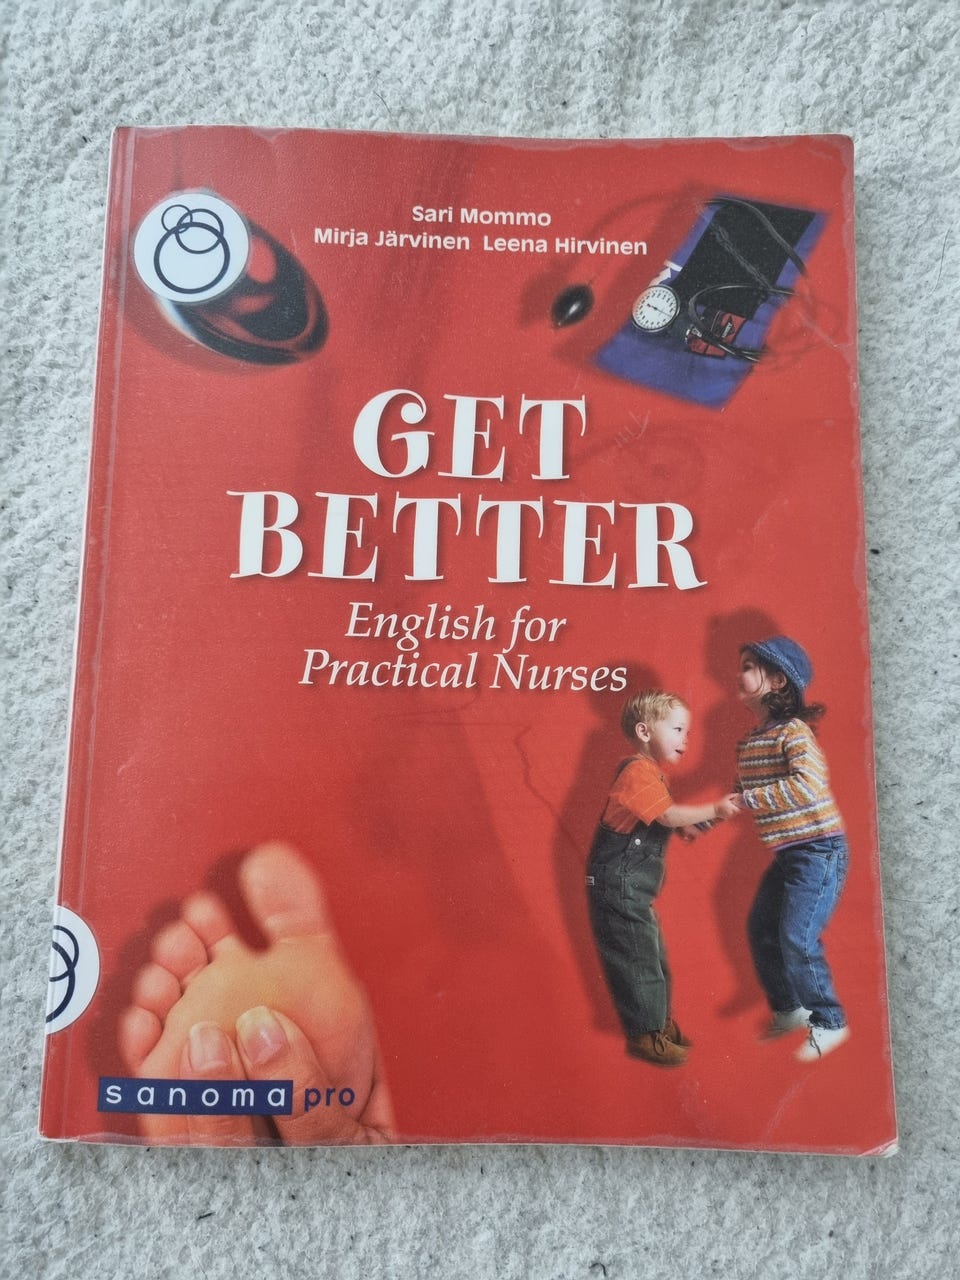 Sari Mommo
Mirja Järvinen Leena Hirvinen
GET
BETTER
English for
Practical Nurses
sanoma pro